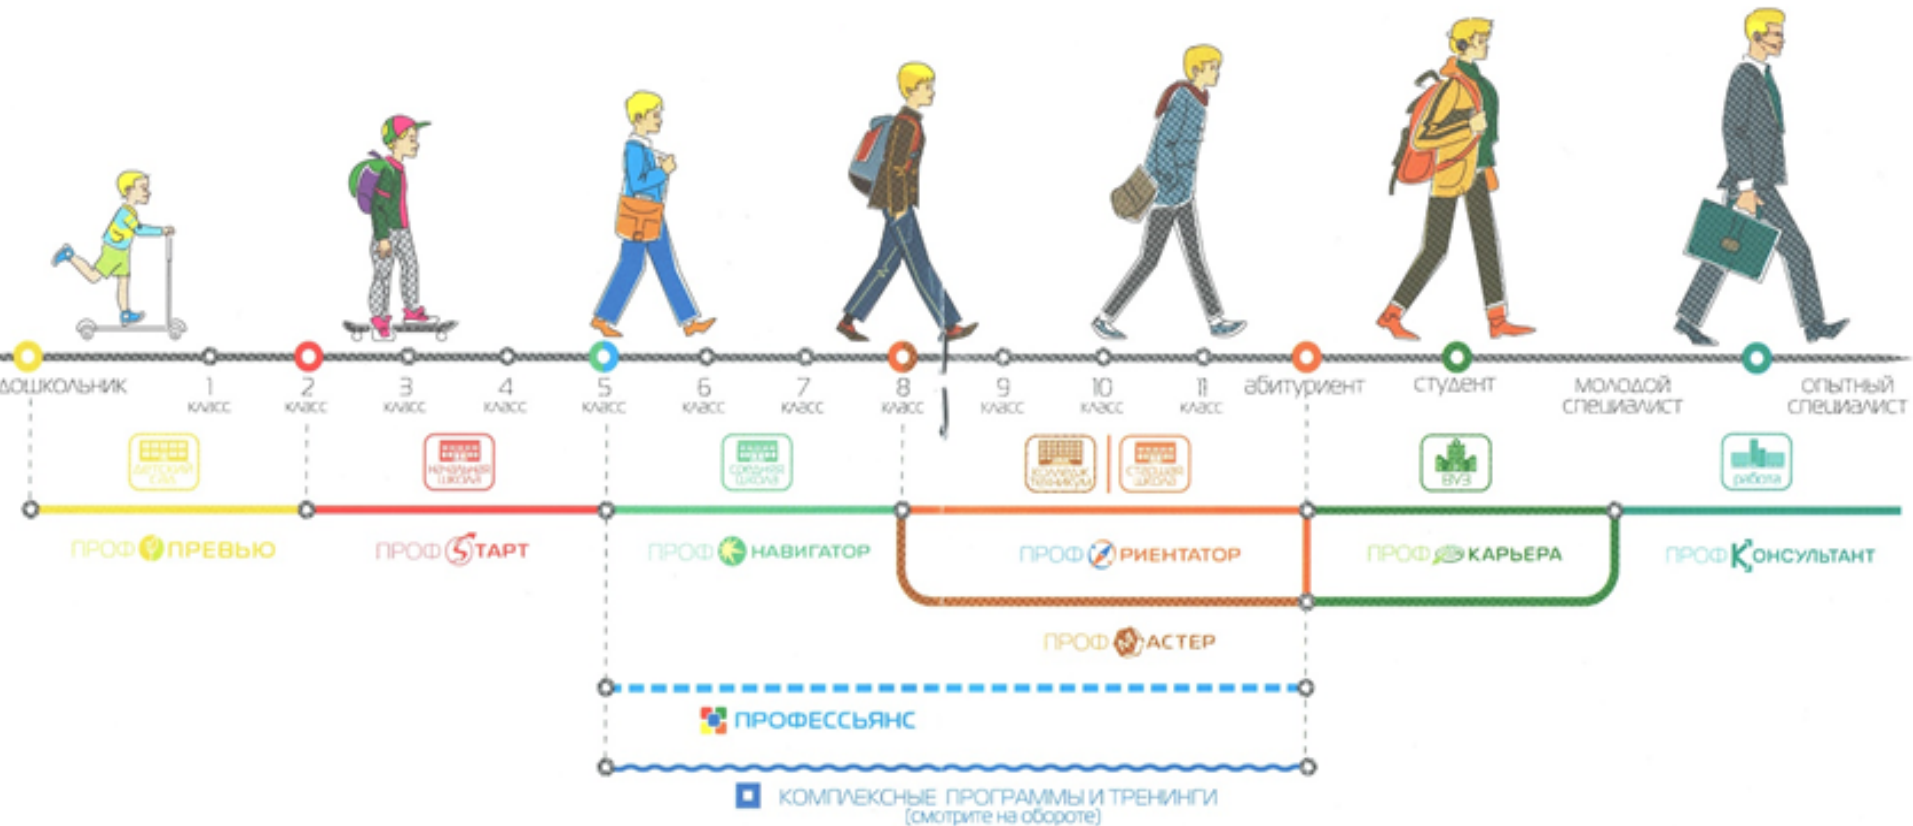 дошкольник
1
класс
2
класс
3
класс
4
класс
5
класс
6
класс
7
класс
8
класс
9
класс
10
класс
11
класс
абитуриент
студент
молодой
специалист
опытный
специалист
детский
сад
начальная
школа
средняя
школа
колледж
техникум
старшая
школа
ВУЗ
работа
ПРОФ ПРЕВЬЮ
ПРОФ СТАРТ
ПРОФ НАВИГАТОР
ПРОФ ОРИЕНТАТОР
ПРОФ КАРЬЕРА
ПРОФ КОНСУЛЬТАНТ
ПРОФ МАСТЕР
ПРОФЕССЬЯНС
КОМПЛЕКСНЫЕ ПРОГРАММЫ И ТРЕНИНГИ
(смотрите на обороте)